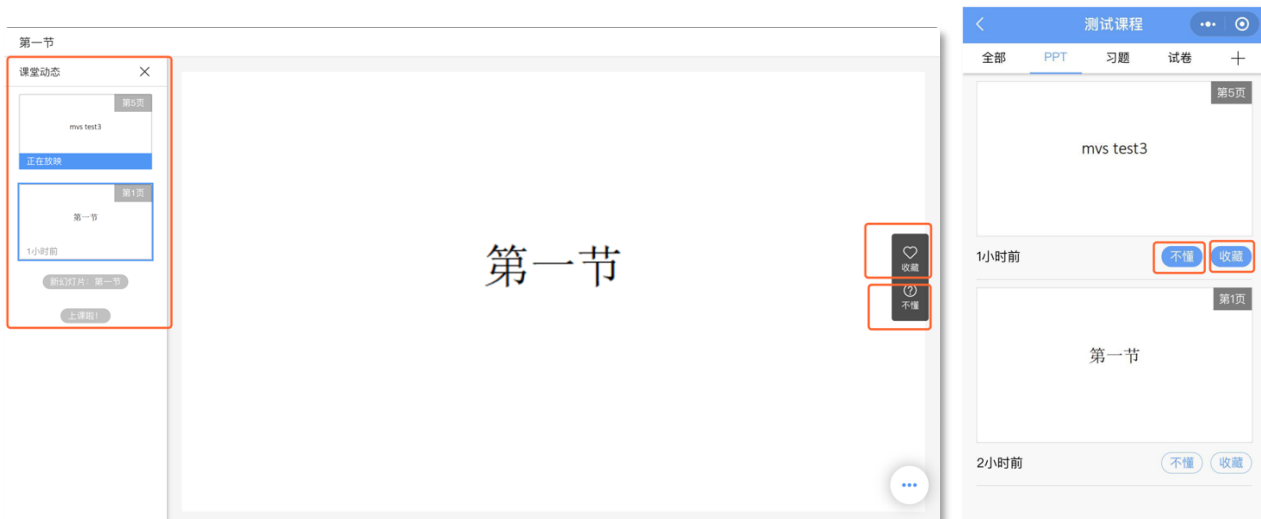 第一节
课堂动态
第5页
mvs test3
正在放映
第1页
第一节
1小时前
新幻灯片：第一节
上课啦！
第一节
收藏
不懂
测试课程
全部 PPT 习题 试卷
第5页
mvs test3
1小时前 不懂 收藏
第1页
第一节
2小时前 不懂 收藏